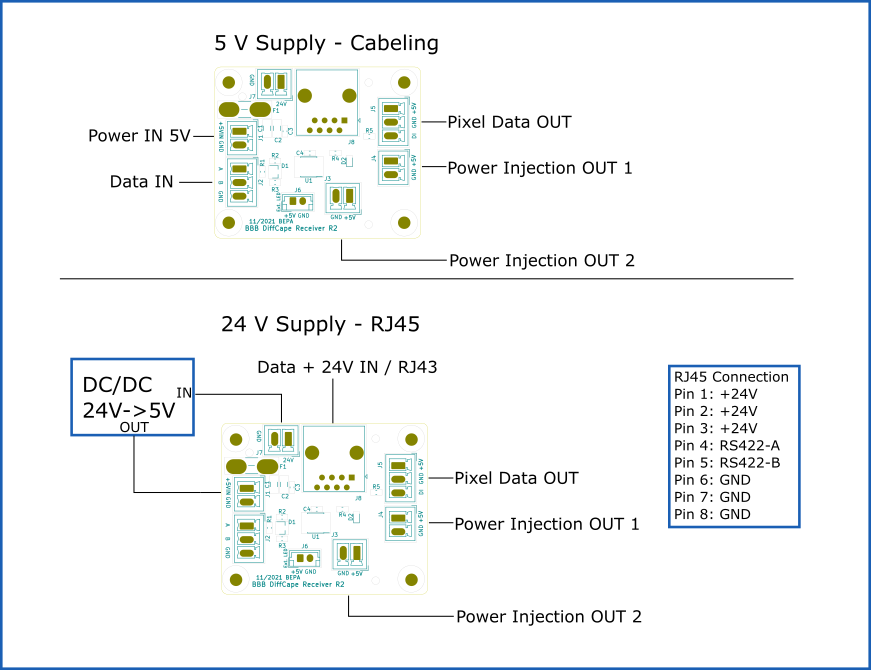 5 V Supply - Cabeling
GND
24V
J7
F1
+5VIN GND
J1
C1
C2
C3
J8
R5
J5
GND +5V
DI
Pixel Data OUT
Power IN 5V
Data IN
A
B
GND
J2
R1
R2
R3
D1
C4
U1
R4
D2
J4
GND +5V
Power Injection OUT 1
Ext. LED
J6
+5V GND
J3
GND +5V
11/2021 BEPA
BBB DiffCape Receiver R2
Power Injection OUT 2
24 V Supply - RJ45
Data + 24V IN / RJ43
DC/DC
24V->5V
IN
OUT
GND
24V
J7
F1
+5VIN GND
J1
C1
C2
C3
J8
R5
J5
GND +5V
DI
Pixel Data OUT
A
B
GND
J2
R1
R2
R3
D1
U1
R4
D2
J4
GND +5V
Power Injection OUT 1
Ext. LED
J6
+5V GND
J3
GND +5V
11/2021 BEPA
BBB DiffCape Receiver R2
Power Injection OUT 2
RJ45 Connection
Pin 1: +24V
Pin 2: +24V
Pin 3: +24V
Pin 4: RS422-A
Pin 5: RS422-B
Pin 6: GND
Pin 7: GND
Pin 8: GND